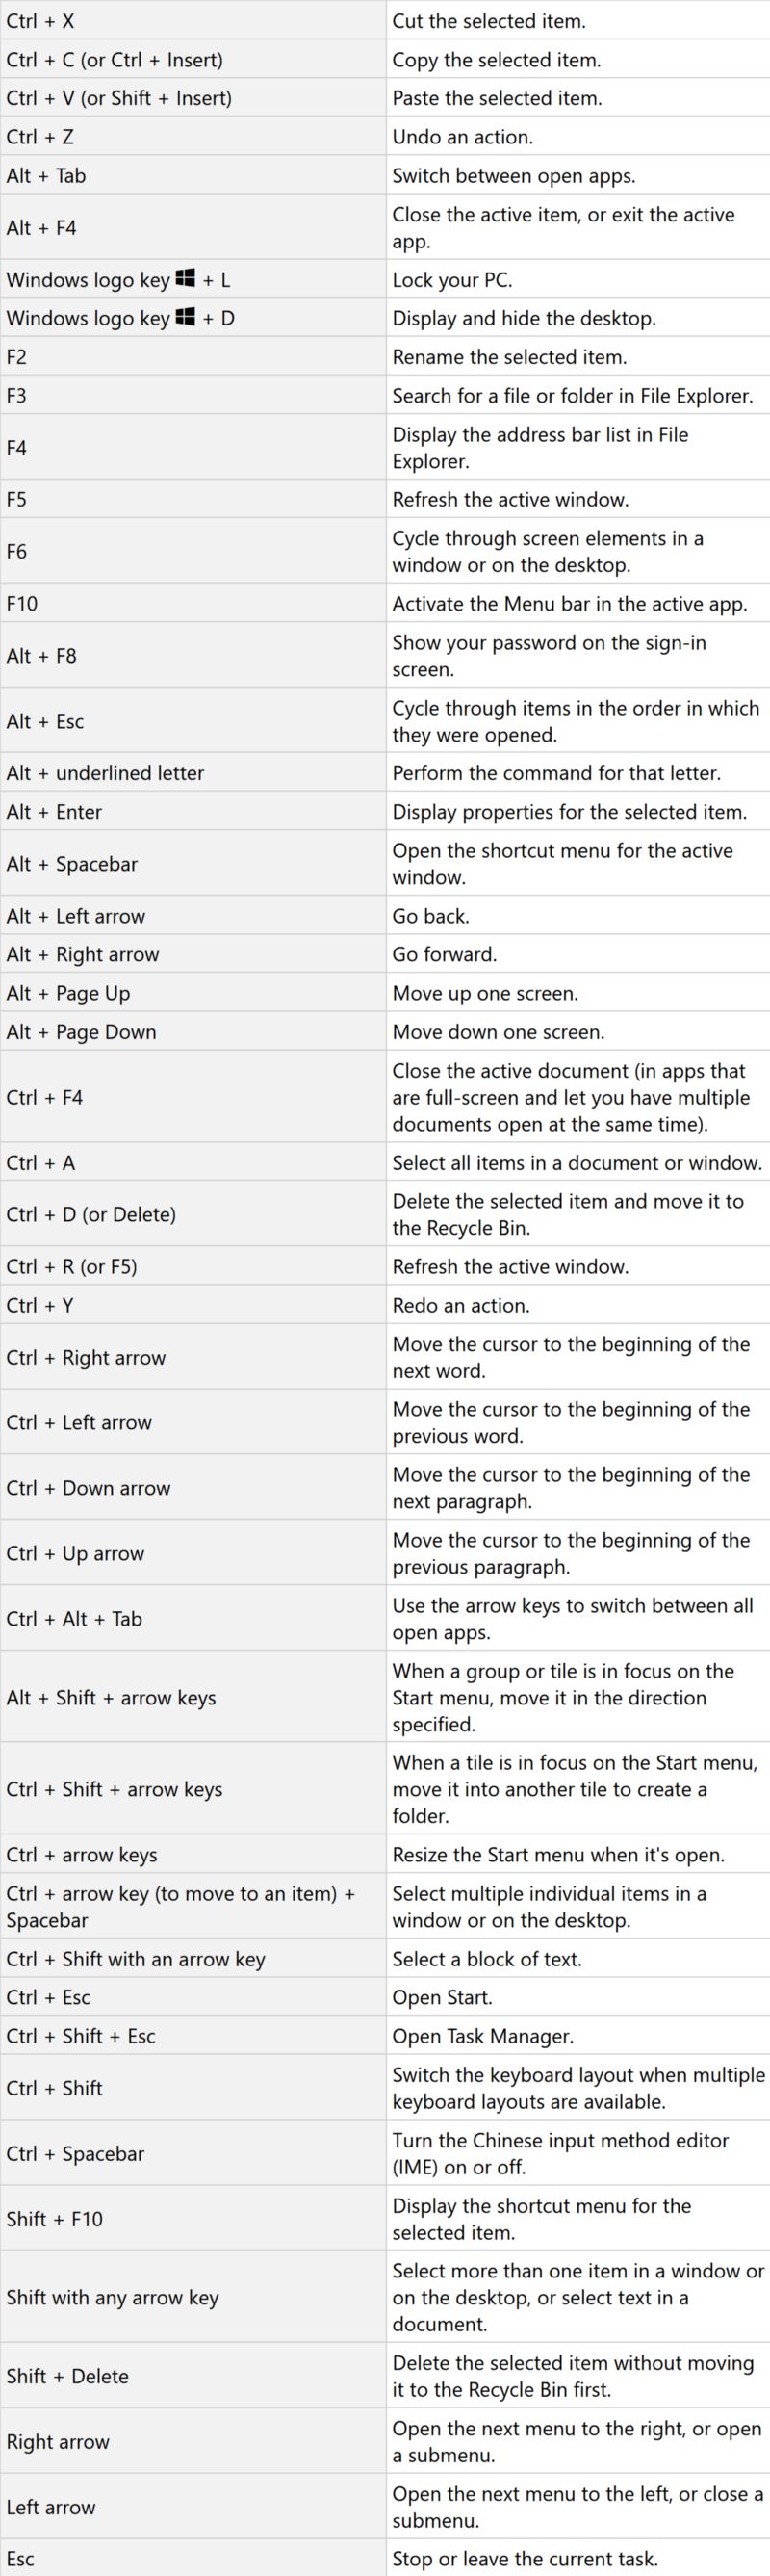 Ctrl + X
Cut the selected item.
Ctrl + C (or Ctrl + Insert)
Copy the selected item.
Ctrl + V (or Shift + Insert)
Paste the selected item.
Ctrl + Z
Undo an action.
Alt + Tab
Switch between open apps.
Alt + F4
Close the active item, or exit the active
app.
Windows logo key + L
Lock your PC.
Windows logo key + D
Display and hide the desktop.
F2
Rename the selected item.
F3
Search for a file or folder in File Explorer.
F4
Display the address bar list in File
Explorer.
F5
Refresh the active window.
F6
Cycle through screen elements in a
window or on the desktop.
F10
Activate the Menu bar in the active app.
Alt + F8
Show your password on the sign-in
screen.
Alt + Esc
Cycle through items in the order in which
they were opened.
Alt + underlined letter
Perform the command for that letter.
Alt + Enter
Display properties for the selected item.
Alt + Spacebar
Open the shortcut menu for the active
window.
Alt + Left arrow
Go back.
Alt + Right arrow
Go forward.
Alt + Page Up
Move up one screen.
Alt + Page Down
Move down one screen.
Ctrl + F4
Close the active document (in apps that
are full-screen and let you have multiple
documents open at the same time).
Ctrl + A
Select all items in a document or window.
Ctrl + D (or Delete)
Delete the selected item and move it to
the Recycle Bin.
Ctrl + R (or F5)
Refresh the active window.
Ctrl + Y
Redo an action.
Ctrl + Right arrow
Move the cursor to the beginning of the
next word.
Ctrl + Left arrow
Move the cursor to the beginning of the
previous word.
Ctrl + Down arrow
Move the cursor to the beginning of the
next paragraph.
Ctrl + Up arrow
Move the cursor to the beginning of the
previous paragraph.
Ctrl + Alt + Tab
Use the arrow keys to switch between all
open apps.
Alt + Shift + arrow keys
When a group or tile is in focus on the
Start menu, move it in the direction
specified.
Ctrl + Shift + arrow keys
When a tile is in focus on the Start menu,
move it into another tile to create a
folder.
Ctrl + arrow keys
Resize the Start menu when it's open.
Ctrl + arrow key (to move to an item) +
Spacebar
Select multiple individual items in a
window or on the desktop.
Ctrl + Shift with an arrow key
Select a block of text.
Ctrl + Esc
Open Start.
Ctrl + Shift + Esc
Open Task Manager.
Ctrl + Shift
Switch the keyboard layout when multiple
keyboard layouts are available.
Ctrl + Spacebar
Turn the Chinese input method editor
(IME) on or off.
Shift + F10
Display the shortcut menu for the
selected item.
Shift with any arrow key
Select more than one item in a window or
on the desktop, or select text in a
document.
Shift + Delete
Delete the selected item without moving
it to the Recycle Bin first.
Right arrow
Open the next menu to the right, or open
a submenu.
Left arrow
Open the next menu to the left, or close a
submenu.
Esc
Stop or leave the current task.